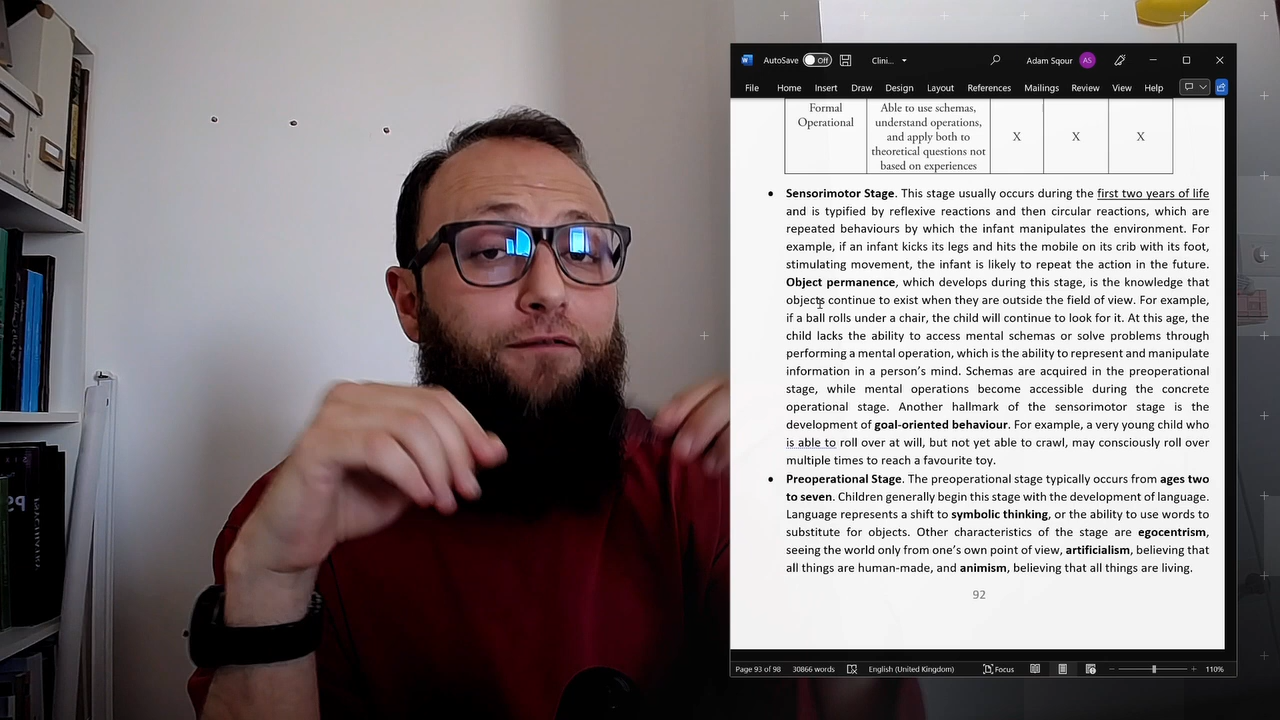 AutoSave Off Clini... Adam Sqour AS
File Home Insert Draw Design Layout References Mailings Review View Help
Formal Operational
Able to use schemas,
understand operations,
and apply both to
theoretical questions not
based on experiences
X X X
• Sensorimotor Stage. This stage usually occurs during the first two years of life
and is typified by reflexive reactions and then circular reactions, which are
repeated behaviours by which the infant manipulates the environment. For
example, if an infant kicks its legs and hits the mobile on its crib with its foot,
stimulating movement, the infant is likely to repeat the action in the future.
Object permanence, which develops during this stage, is the knowledge that
objects continue to exist when they are outside the field of view. For example,
if a ball rolls under a chair, the child will continue to look for it. At this age, the
child lacks the ability to access mental schemas or solve problems through
performing a mental operation, which is the ability to represent and manipulate
information in a person's mind. Schemas are acquired in the preoperational
stage, while mental operations become accessible during the concrete
operational stage. Another hallmark of the sensorimotor stage is the
development of goal-oriented behaviour. For example, a very young child who
is able to roll over at will, but not yet able to crawl, may consciously roll over
multiple times to reach a favourite toy.
• Preoperational Stage. The preoperational stage typically occurs from ages two
to seven. Children generally begin this stage with the development of language.
Language represents a shift to symbolic thinking, or the ability to use words to
substitute for objects. Other characteristics of the stage are egocentrism,
seeing the world only from one's own point of view, artificialism, believing that
all things are human-made, and animism, believing that all things are living.
92
Page 93 of 98 30866 words English (United Kingdom) Focus 110%